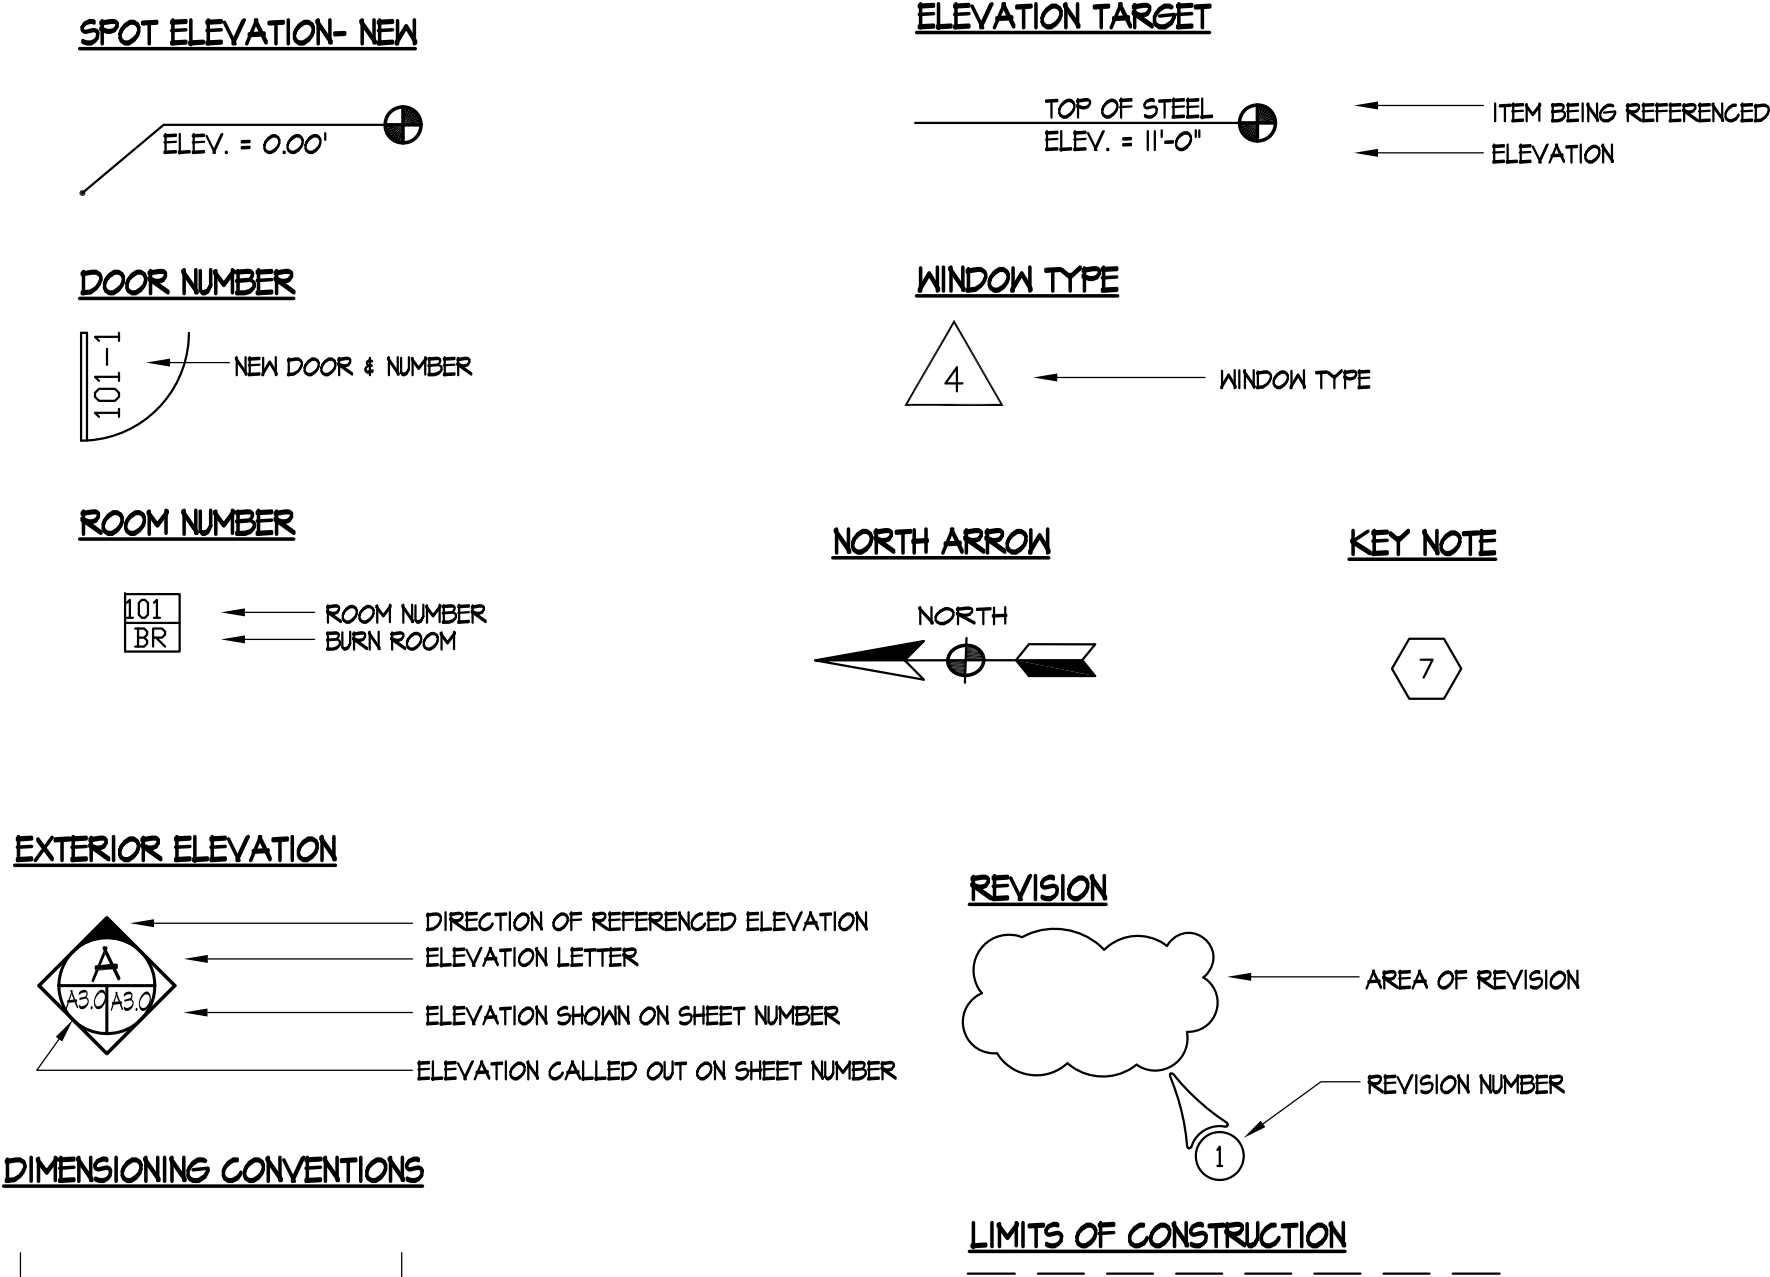 SPOT ELEVATION- NEW
ELEV. = 0.00'
ELEVATION TARGET
TOP OF STEEL
ELEV. = 11'-0"
ITEM BEING REFERENCED
ELEVATION
DOOR NUMBER
101-1
NEW DOOR & NUMBER
WINDOW TYPE
4
WINDOW TYPE
ROOM NUMBER
101
BR
ROOM NUMBER
BURN ROOM
NORTH ARROW
NORTH
KEY NOTE
7
EXTERIOR ELEVATION
A
A3.0 A3.0
DIRECTION OF REFERENCED ELEVATION
ELEVATION LETTER
ELEVATION SHOWN ON SHEET NUMBER
ELEVATION CALLED OUT ON SHEET NUMBER
REVISION
AREA OF REVISION
REVISION NUMBER
1
DIMENSIONING CONVENTIONS
LIMITS OF CONSTRUCTION